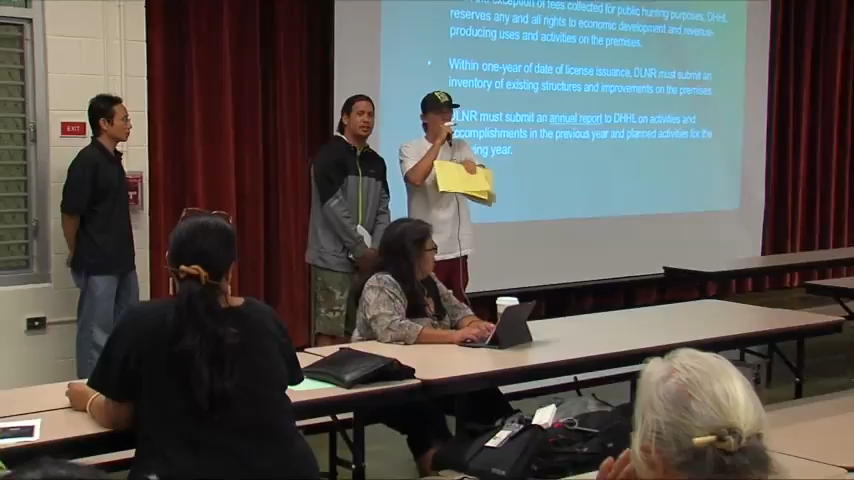 exception of fees collected for public hunting purposes, DHHL
reserves any and all rights to economic development and revenue-
producing uses and activities on the premises.
• Within one-year of date of license issuance, DLNR must submit an
inventory of existing structures and improvements on the premises.
DLNR must submit an annual report to DHHL on activities and
accomplishments in the previous year and planned activities for the
year.
EXIT